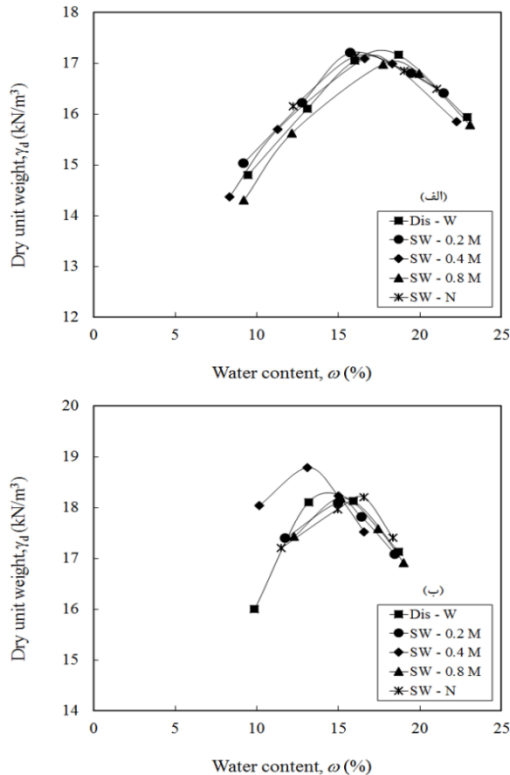 18
17
16
15
14
13
12
0
5
10
15
20
25
Dry unit weight,γd (kN/m³)
Water content, ω (%)
(الف)
Dis - W
SW - 0.2 M
SW - 0.4 M
SW - 0.8 M
SW - N
20
19
18
17
16
15
14
0
5
10
15
20
25
Dry unit weight,γd (kN/m³)
Water content, ω (%)
(ب)
Dis - W
SW - 0.2 M
SW - 0.4 M
SW - 0.8 M
SW - N